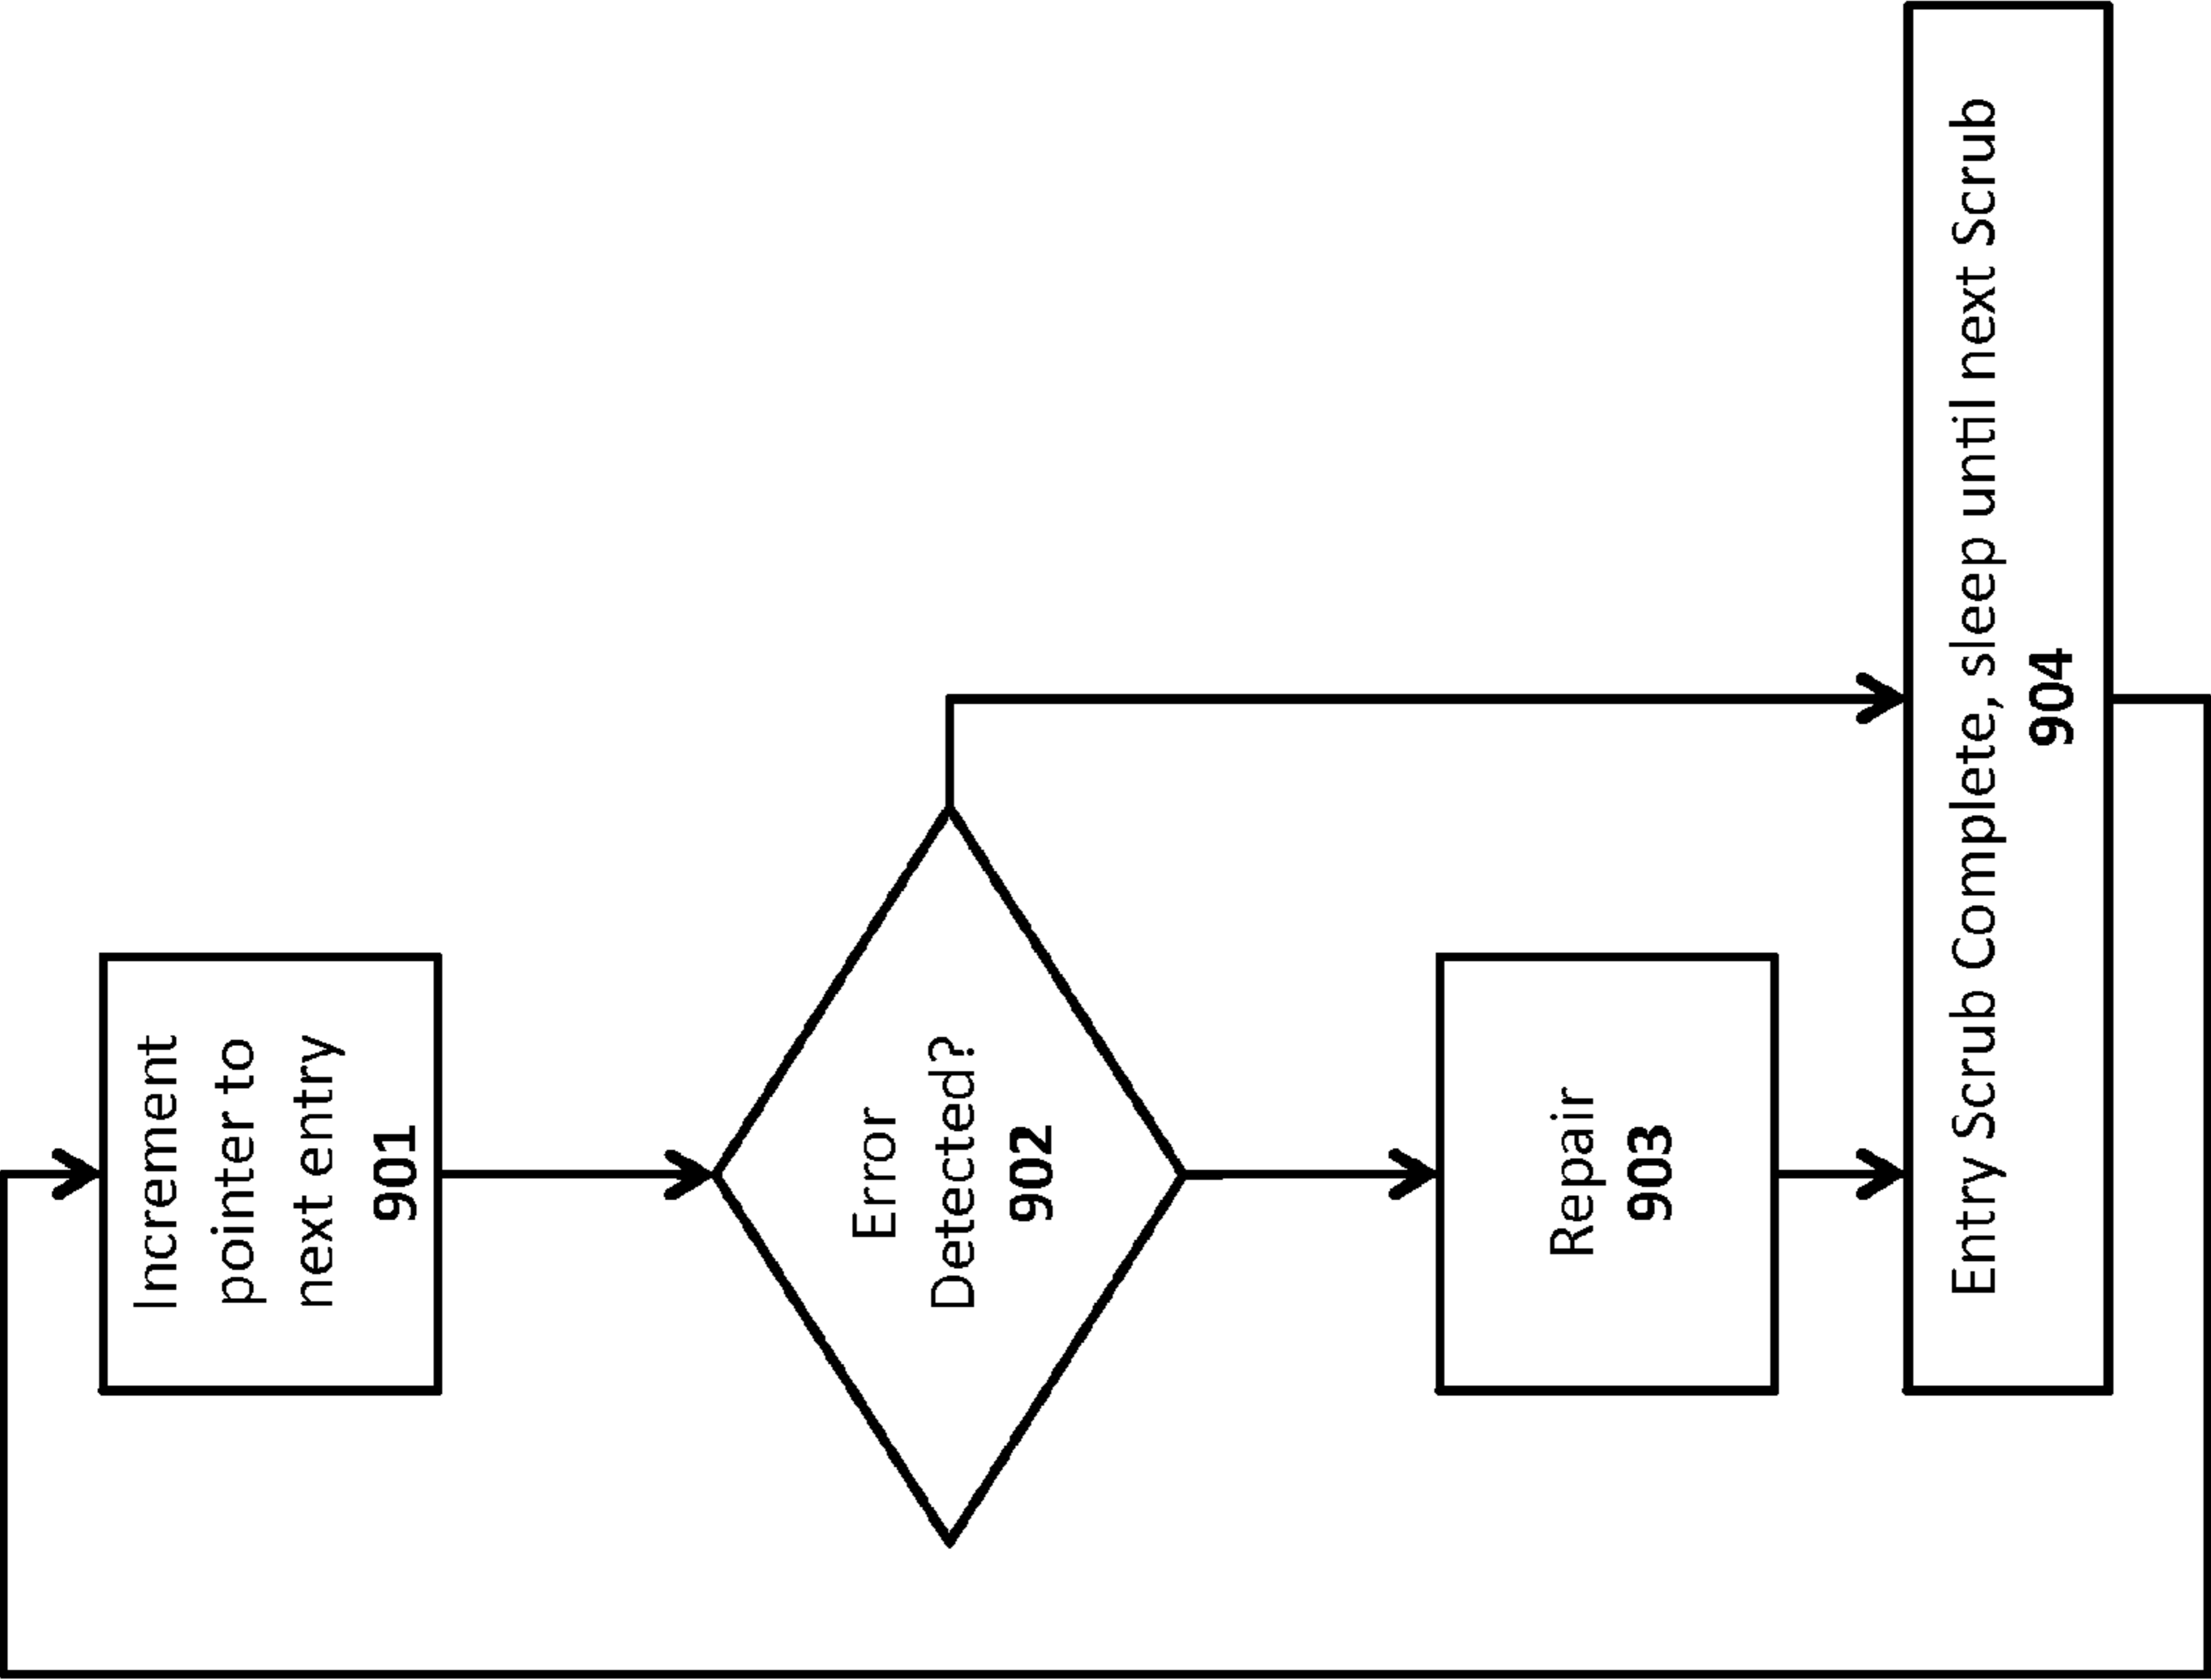 Increment
pointer to
next entry
901
Error
Detected?
902
Repair
903
Entry Scrub Complete, sleep until next Scrub
904